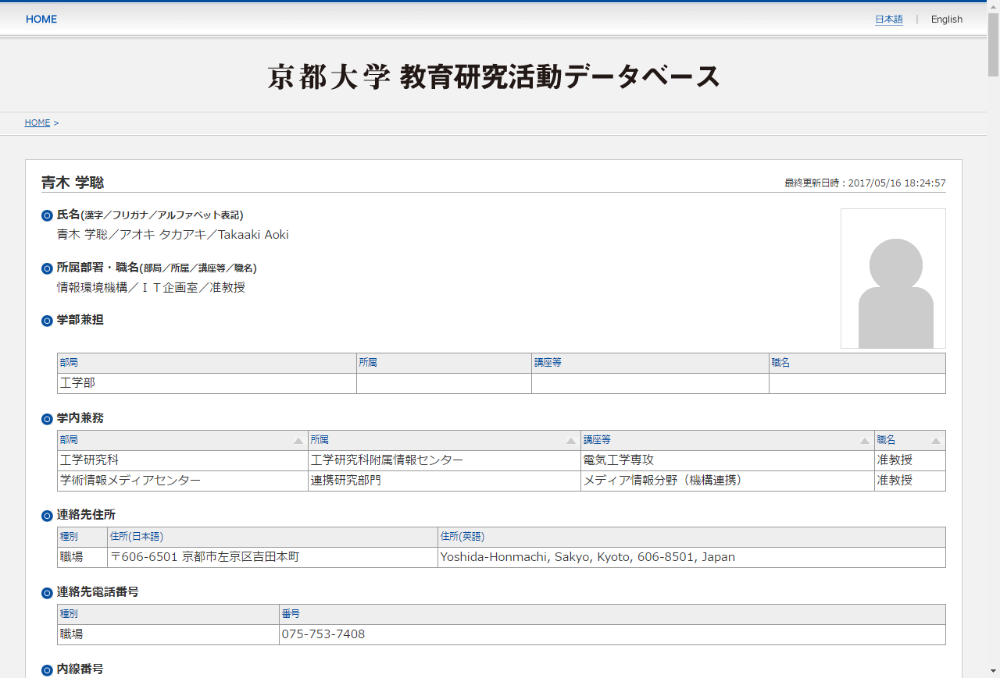 HOME
日本語 | English
京都大学 教育研究活動データベース
HOME >
青木 学聡
最終更新日時：2017/05/16 18:24:57
氏名(漢字／フリガナ／アルファベット表記)
青木 学聡／アオキ タカアキ／Takaaki Aoki
所属部署・職名(部局／所属／講座等／職名)
情報環境機構／ＩＴ企画室／准教授
学部兼担
部局 所属 講座等 職名
工学部
学内兼務
部局 所属 講座等 職名
工学研究科 工学研究科附属情報センター 電気工学専攻 准教授
学術情報メディアセンター 連携研究部門 メディア情報分野（機構連携） 准教授
連絡先住所
種別 住所(日本語) 住所(英語)
職場 〒606-6501 京都市左京区吉田本町 Yoshida-Honmachi, Sakyo, Kyoto, 606-8501, Japan
連絡先電話番号
種別 番号
職場 075-753-7408
内線番号